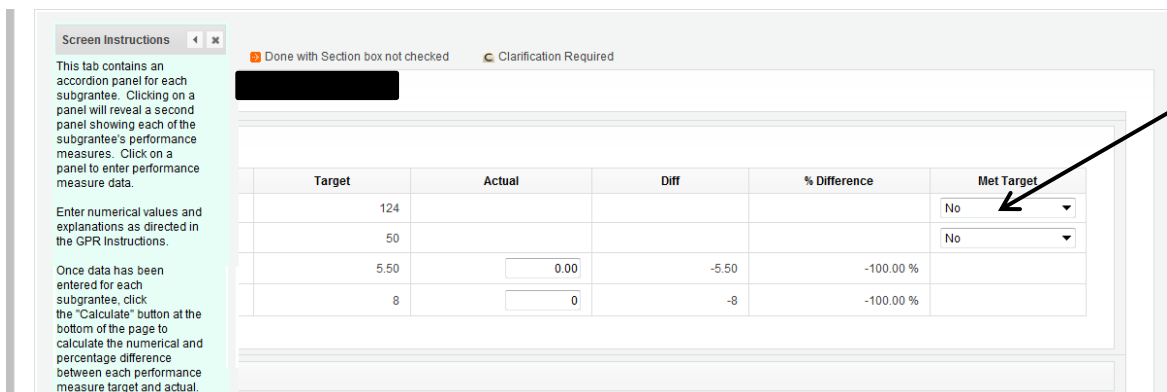 Screen Instructions
Done with Section box not checked
C Clarification Required
This tab contains an
accordion panel for each
subgrantee. Clicking on a
panel will reveal a second
panel showing each of the
subgrantee's performance
measures. Click on a
panel to enter performance
measure data.
Enter numerical values and
explanations as directed in
the GPR Instructions.
Once data has been
entered for each
subgrantee, click
the "Calculate" button at the
bottom of the page to
calculate the numerical and
percentage difference
between each performance
measure target and actual.
Target Actual Diff % Difference Met Target
124 No
50 No
5.50 0.00 -5.50 -100.00 %
8 0 -8 -100.00 %